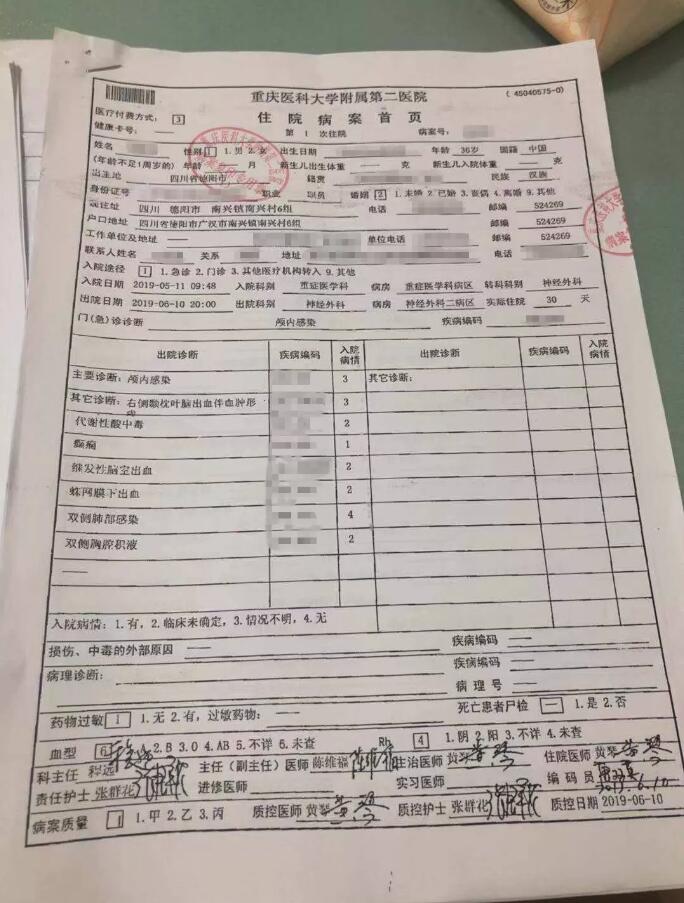 重庆医科大学附属第二医院
( 45040575-0)
医疗付费方式: 3
住院病案首页
健康卡号: —
第 1 次住院
病案号:
姓名 性别 1 1.男 2.女 出生日期 年龄 36岁 国籍 中国
(年龄不足1周岁的) 年龄 — 月 新生儿出生体重 — 克 新生儿入院体重 — 克
出生地 四川省德阳市 籍贯 民族 汉族
身份证号 职业 职员 婚姻 2 1.未婚 2.已婚 3.丧偶 4.离婚 9.其他
现住址 四川 德阳市 南兴镇南兴村6组 电话 邮编 524269
户口地址 四川省德阳市广汉市南兴镇南兴村6组 邮编 524269
工作单位及地址 — 单位电话 邮编 524269
联系人姓名 关系 地址 电话
入院途径 1 1.急诊 2.门诊 3.其他医疗机构转入 9.其他
入院日期 2019-05-11 09:48 入院科别 重症医学科 病房 重症医学科病区 转科科别 神经外科
出院日期 2019-06-10 20:00 出院科别 神经外科 病房 神经外科二病区 实际住院 30 天
门(急)诊诊断 颅内感染 疾病编码
出院诊断 疾病编码 入院病情 出院诊断 疾病编码 入院病情
主要诊断: 颅内感染 3 其它诊断:
其它诊断: 右侧颞枕叶脑出血伴血肿形成 3
代谢性酸中毒 2
癫痫 1
继发性脑室出血 2
蛛网膜下出血 2
双侧肺部感染 4
双侧胸腔积液 2
—
入院病情: 1.有, 2.临床未确定, 3.情况不明, 4.无
损伤、中毒的外部原因 — 疾病编码 —
病理诊断: 疾病编码 —
病理号 —
药物过敏 1 1.无 2.有, 过敏药物: — 死亡患者尸检 — 1.是 2.否
血型 6 2.B 3.O 4.AB 5.不详 6.未查 Rh 4 1.阴 2.阳 3.不详 4.未查
科主任 主任 (副主任) 医师 陈维福 陈维福 主治医师 黄琴 黄琴 住院医师 黄琴 黄琴
责任护士 张群花 进修医师 实习医师 编码员
病案质量 1 1.甲 2.乙 3.丙 质控医师 黄琴 黄琴 质控护士 张群花 质控日期 2019-06-10